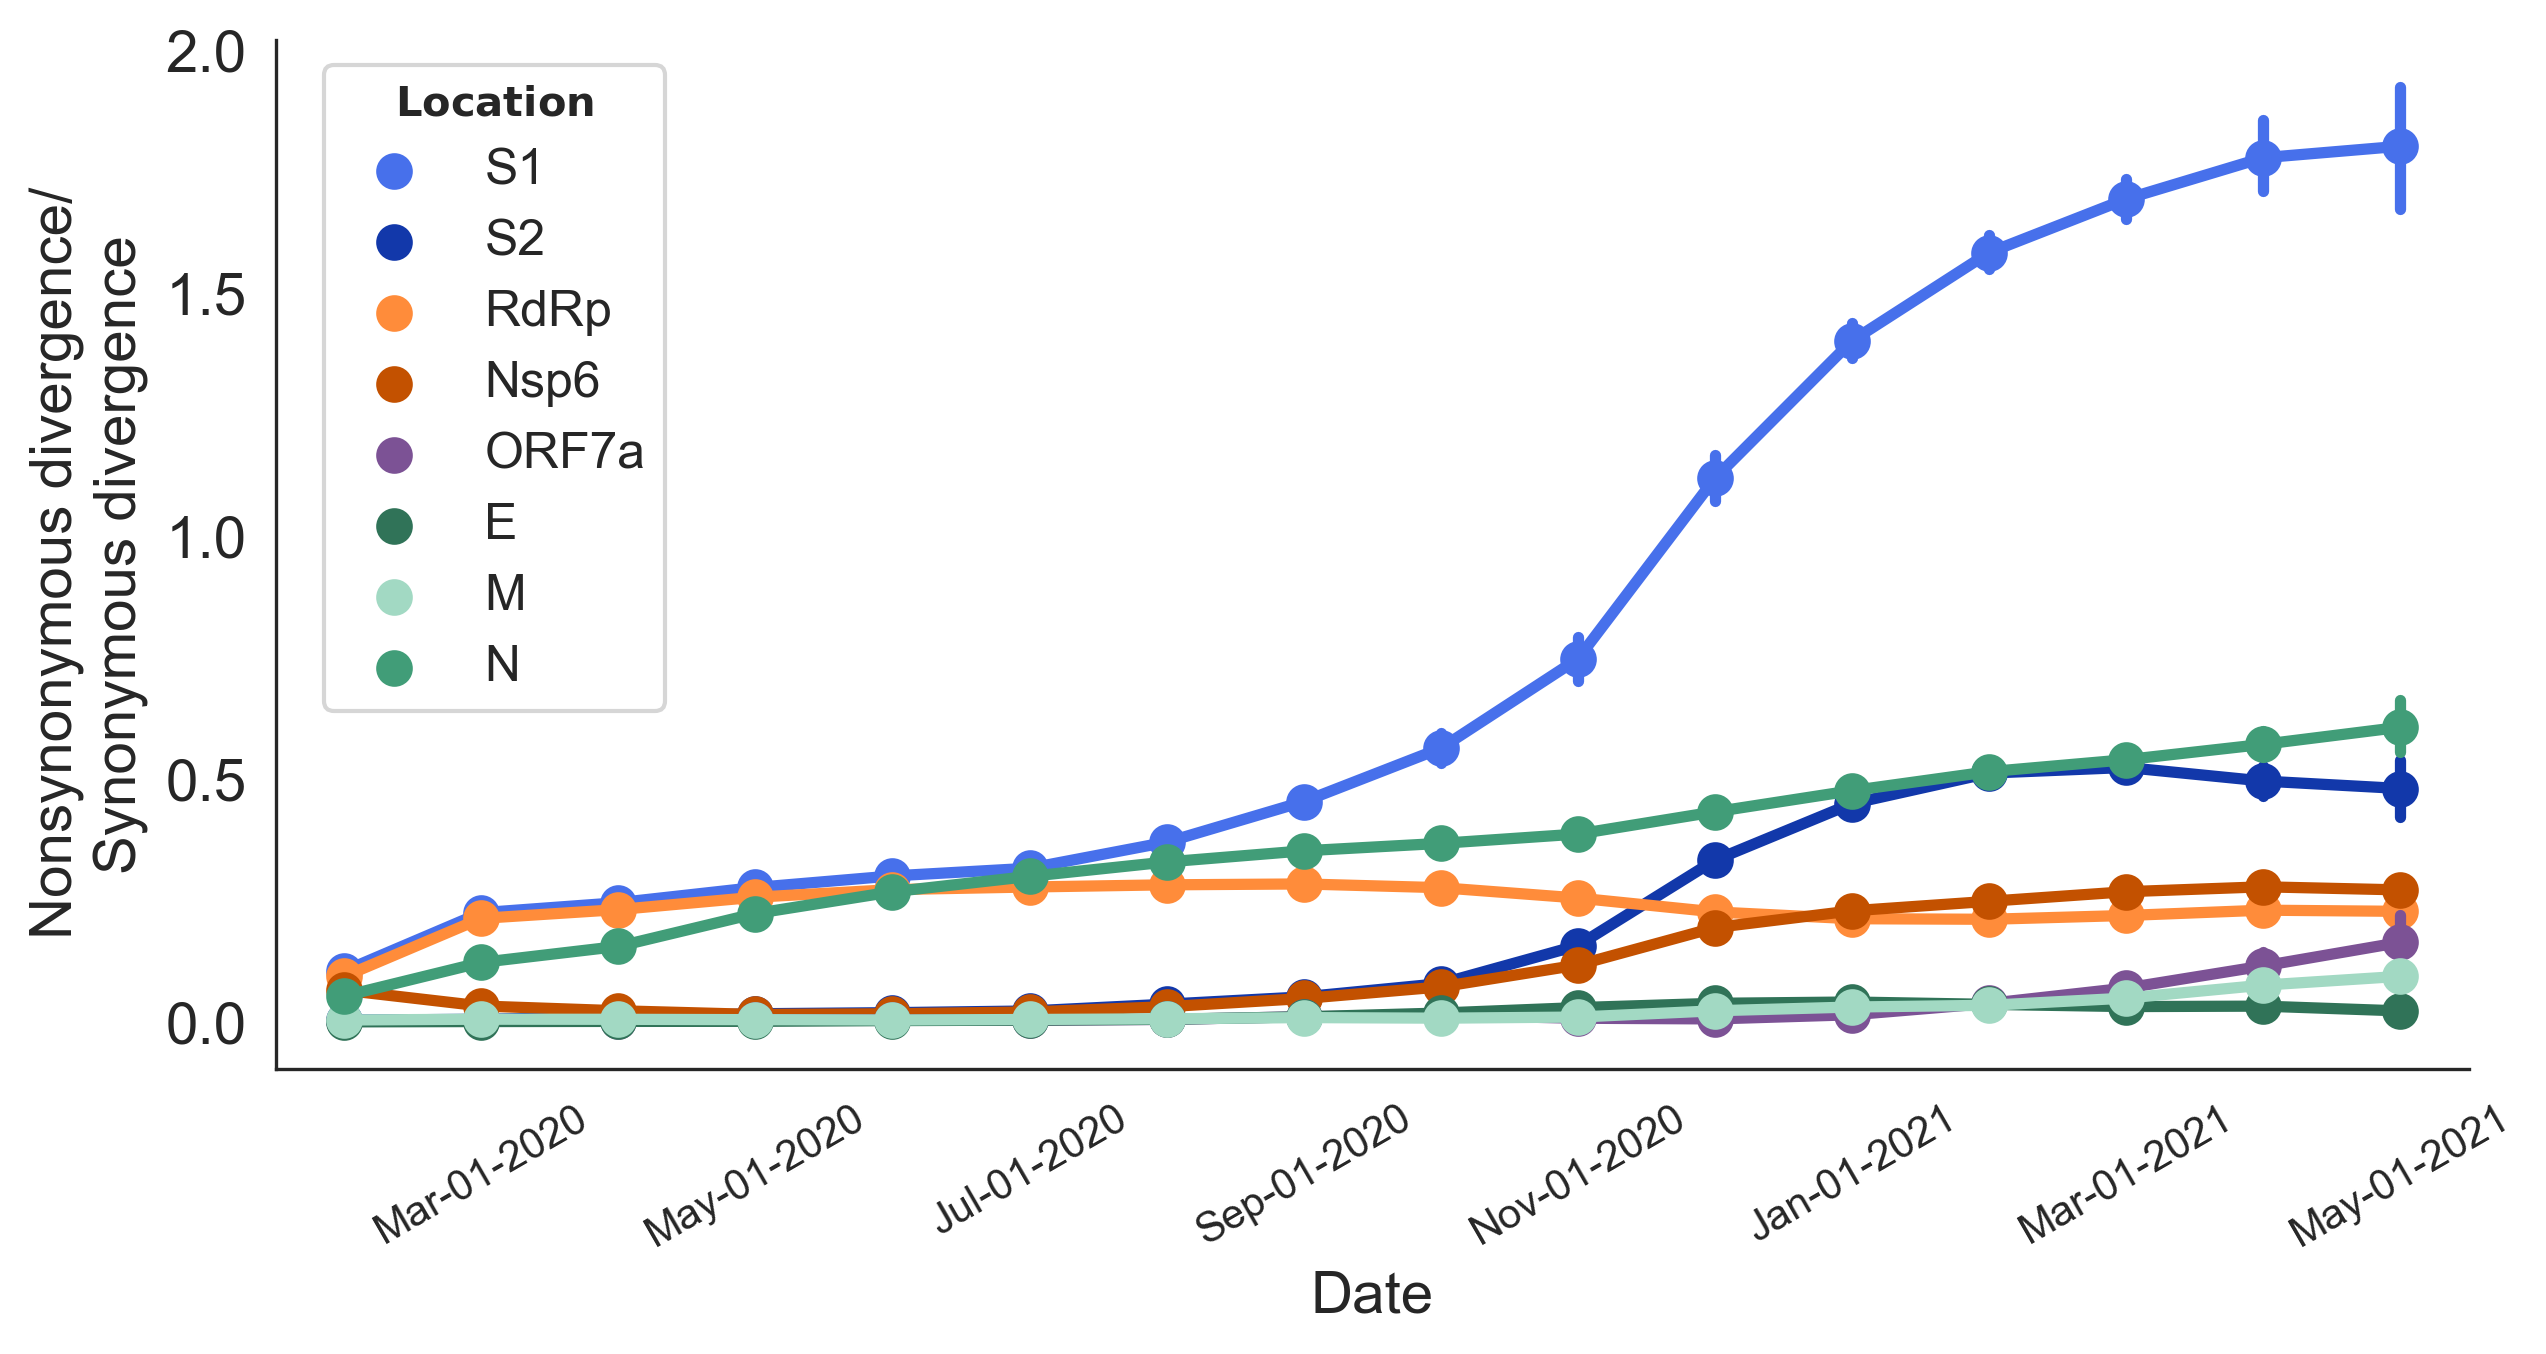 Nonsynonymous divergence/
Synonymous divergence
2.0
1.5
1.0
0.5
0.0
Location
S1
S2
RdRp
Nsp6
ORF7a
E
M
N
Mar-01-2020
May-01-2020
Jul-01-2020
Sep-01-2020
Nov-01-2020
Jan-01-2021
Mar-01-2021
May-01-2021
Date